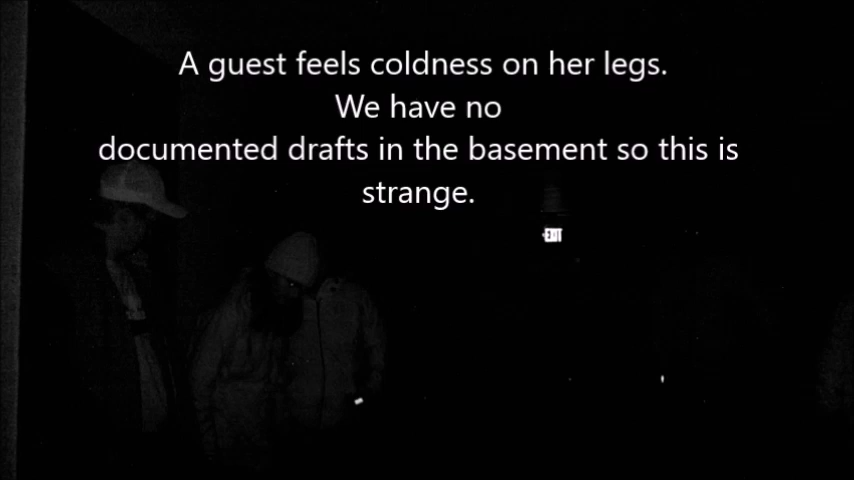 A guest feels coldness on her legs.
We have no
documented drafts in the basement so this is
strange.
EXIT